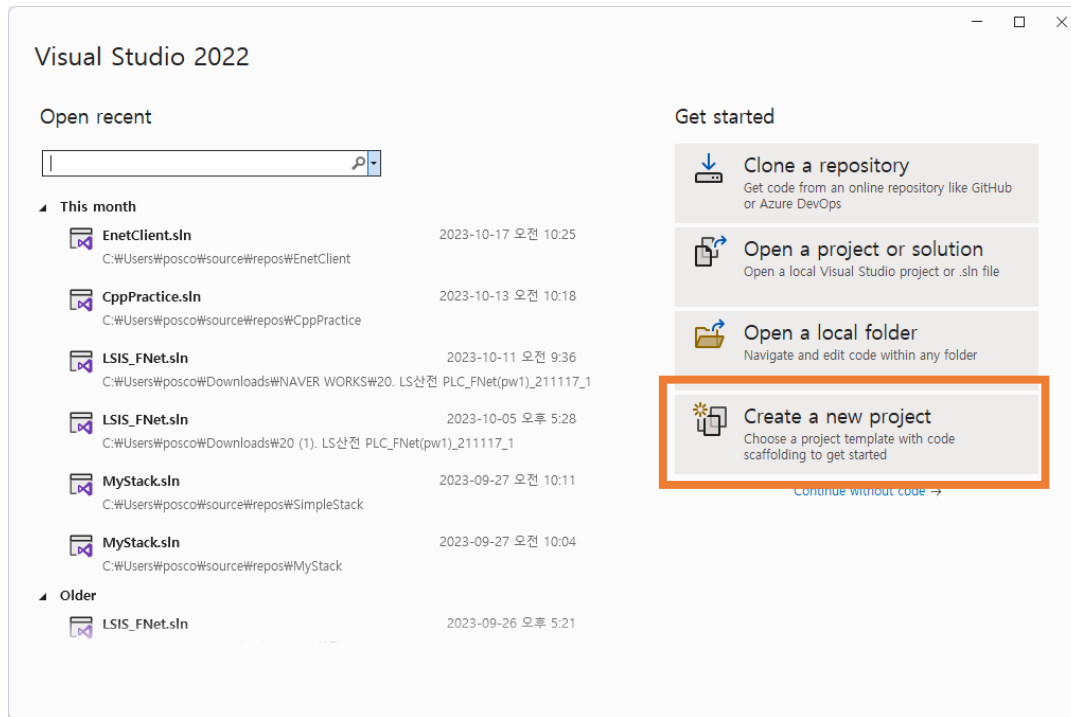 Visual Studio 2022
Open recent
This month
EnetClient.sln
2023-10-17 오전 10:25
C:₩Users₩posco₩source₩repos₩EnetClient
CppPractice.sln
2023-10-13 오전 10:18
C:₩Users₩posco₩source₩repos₩CppPractice
LSIS_FNet.sln
2023-10-11 오전 9:36
C:₩Users₩posco₩Downloads₩NAVER WORKS₩20. LS산전 PLC_FNet(pw1)_211117_1
LSIS_FNet.sln
2023-10-05 오후 5:28
C:₩Users₩posco₩Downloads₩20 (1). LS산전 PLC_FNet(pw1)_211117_1
MyStack.sln
2023-09-27 오전 10:11
C:₩Users₩posco₩source₩repos₩SimpleStack
MyStack.sln
2023-09-27 오전 10:04
C:₩Users₩posco₩source₩repos₩MyStack
Older
LSIS_FNet.sln
2023-09-26 오후 5:21
Get started
Clone a repository
Get code from an online repository like GitHub
or Azure DevOps
Open a project or solution
Open a local Visual Studio project or .sln file
Open a local folder
Navigate and edit code within any folder
Create a new project
Choose a project template with code
scaffolding to get started
Continue without code →